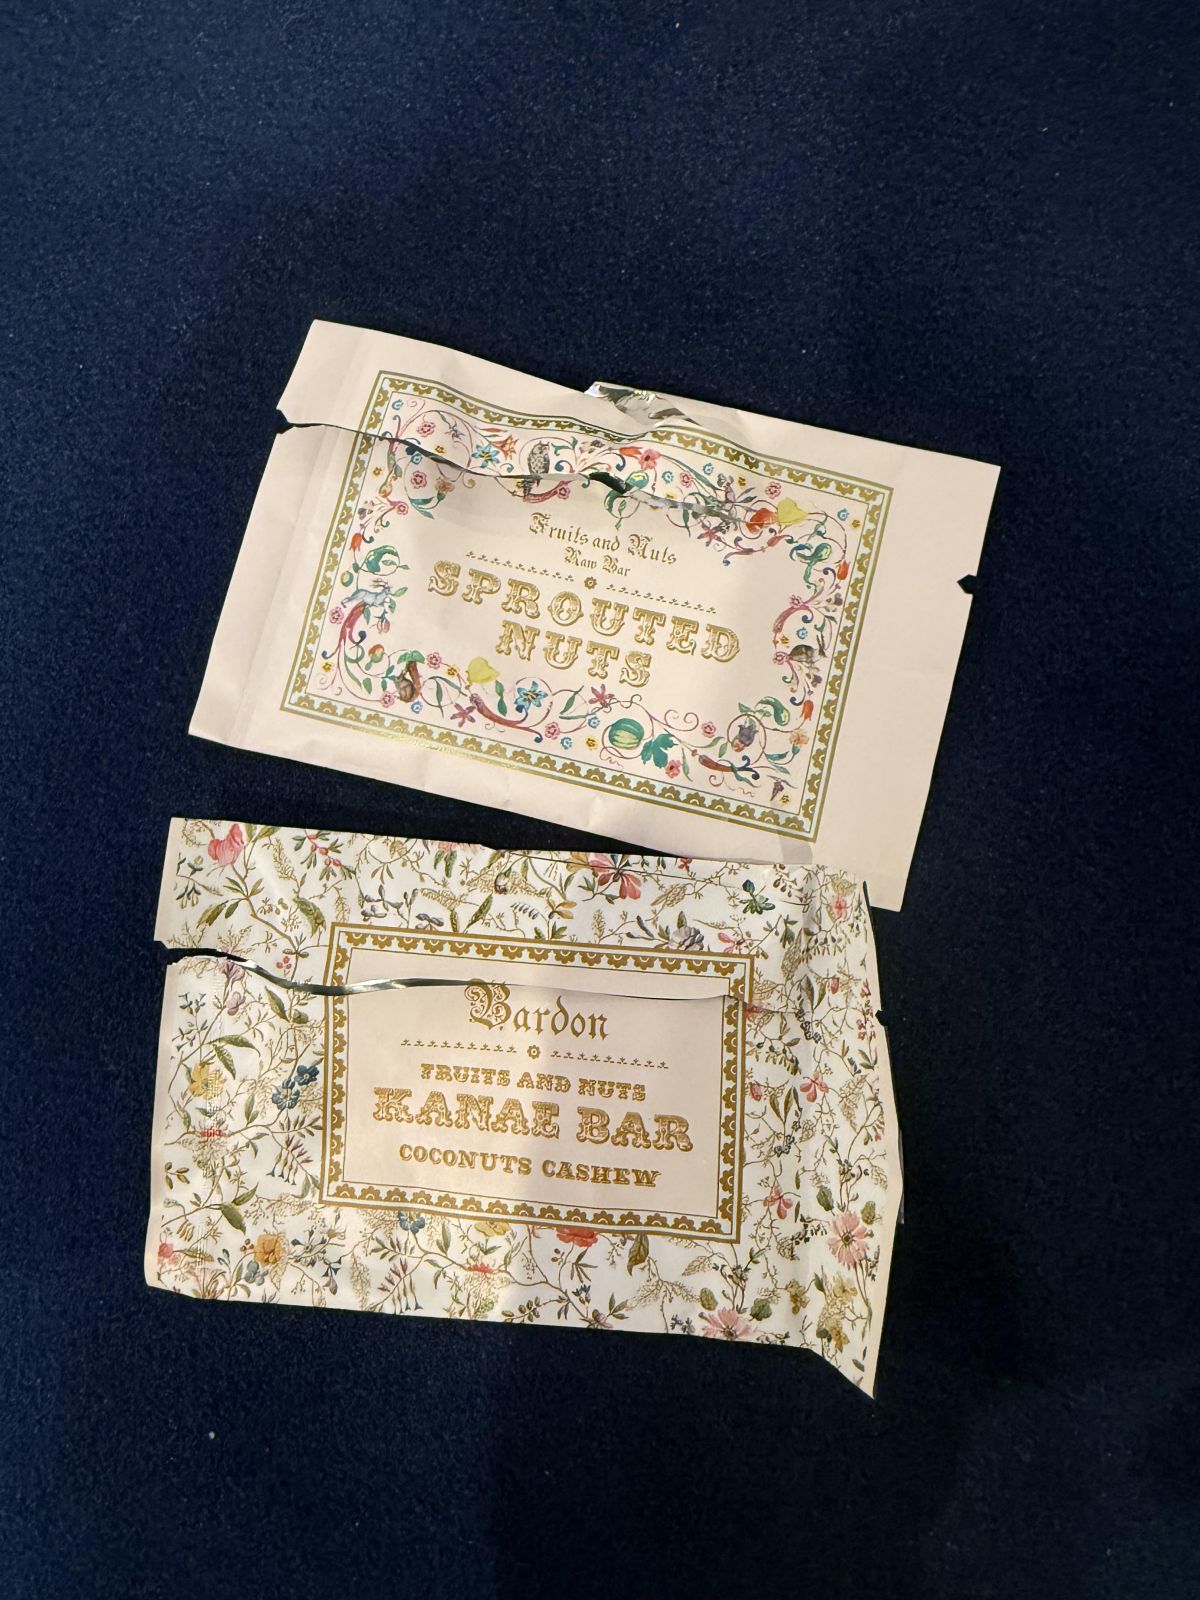 Fruits and Nuts
Raw Bar
SPROUTED
NUTS
Bardon
FRUITS AND NUTS
KANAE BAR
COCONUTS CASHEW